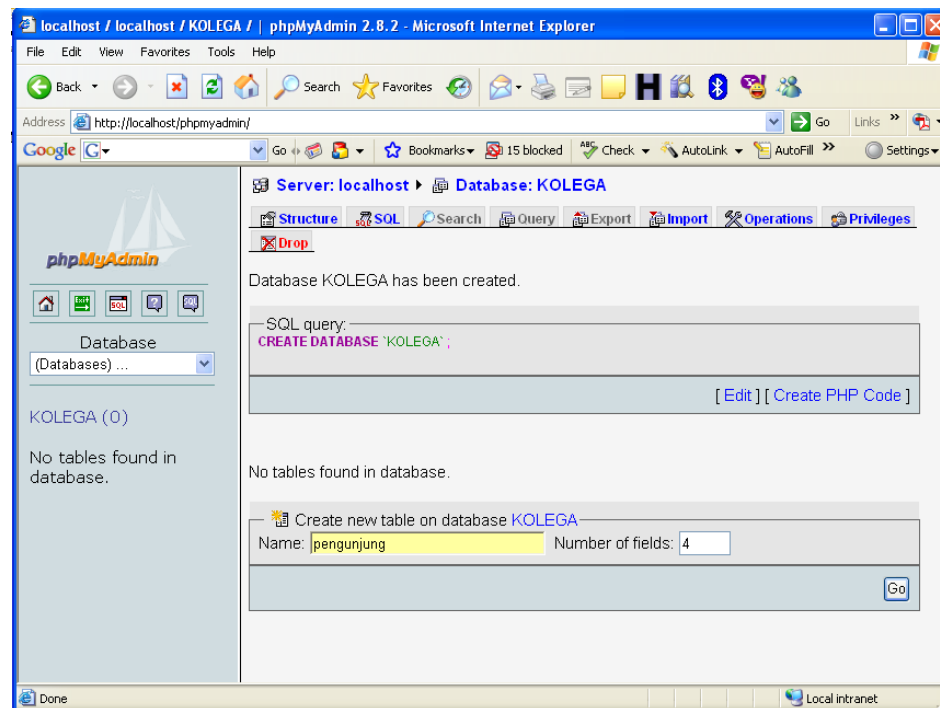 localhost / localhost / KOLEGA / | phpMyAdmin 2.8.2 - Microsoft Internet Explorer
File Edit View Favorites Tools Help
Back Search Favorites
Address http://localhost/phpmyadmin/ Go Links »
Google G Go 15 blocked Bookmarks ABC Check AutoLink AutoFill » Settings
phpMyAdmin
Exit SQL ? SQL
Database
(Databases) ...
KOLEGA (0)
No tables found in
database.
Server: localhost Database: KOLEGA
Structure SQL Search Query Export Import Operations Privileges
Drop
Database KOLEGA has been created.
SQL query:
CREATE DATABASE `KOLEGA` ;
[ Edit ] [ Create PHP Code ]
No tables found in database.
Create new table on database KOLEGA
Name: pengunjung Number of fields: 4
Go
Done Local intranet